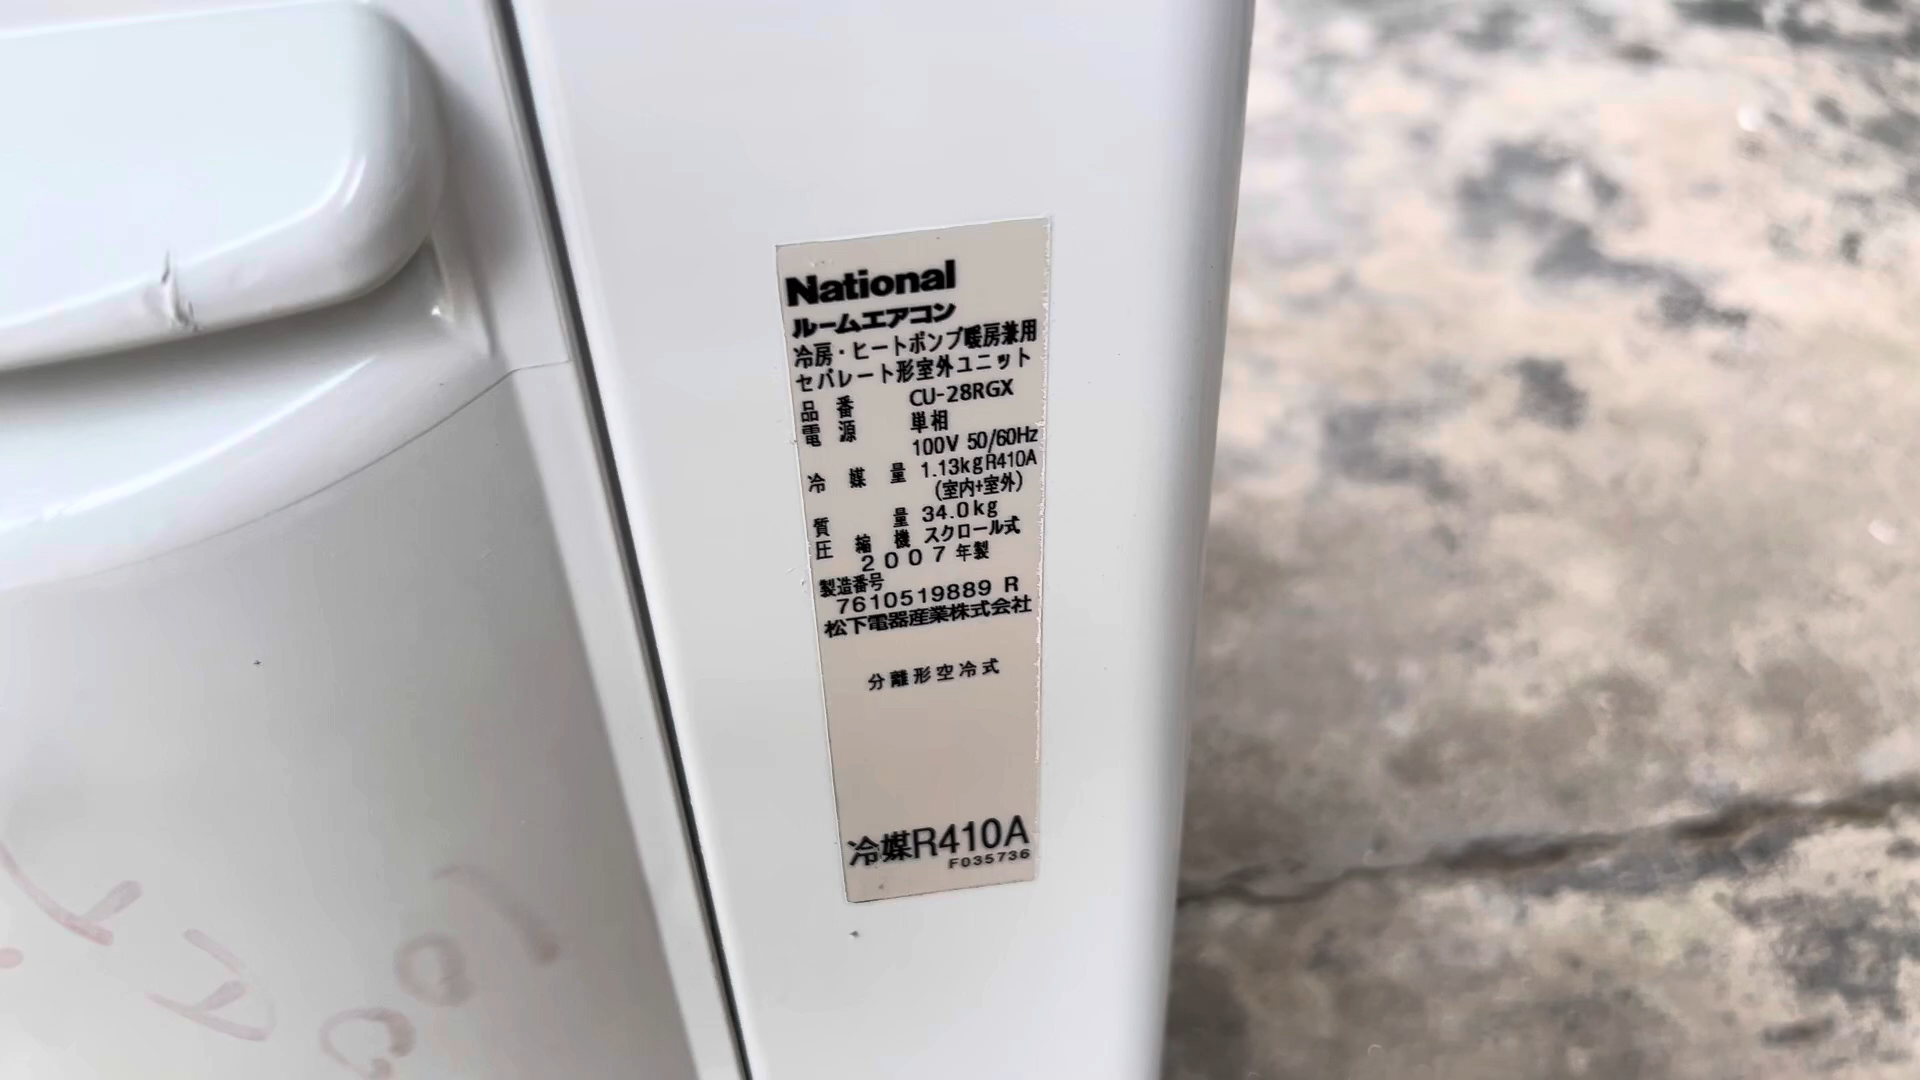 National
ルームエアコン
冷房・ヒートポンプ暖房兼用
セパレート形室外ユニット
品番 CU-28RGX
電源 単相
100V 50/60Hz
冷媒量 1.13kg R410A
(室内+室外)
質量 34.0kg
圧縮機 スクロール式
2007年製
製造番号
7610519889 R
松下電器産業株式会社
分離形空冷式
冷媒R410A
F035736